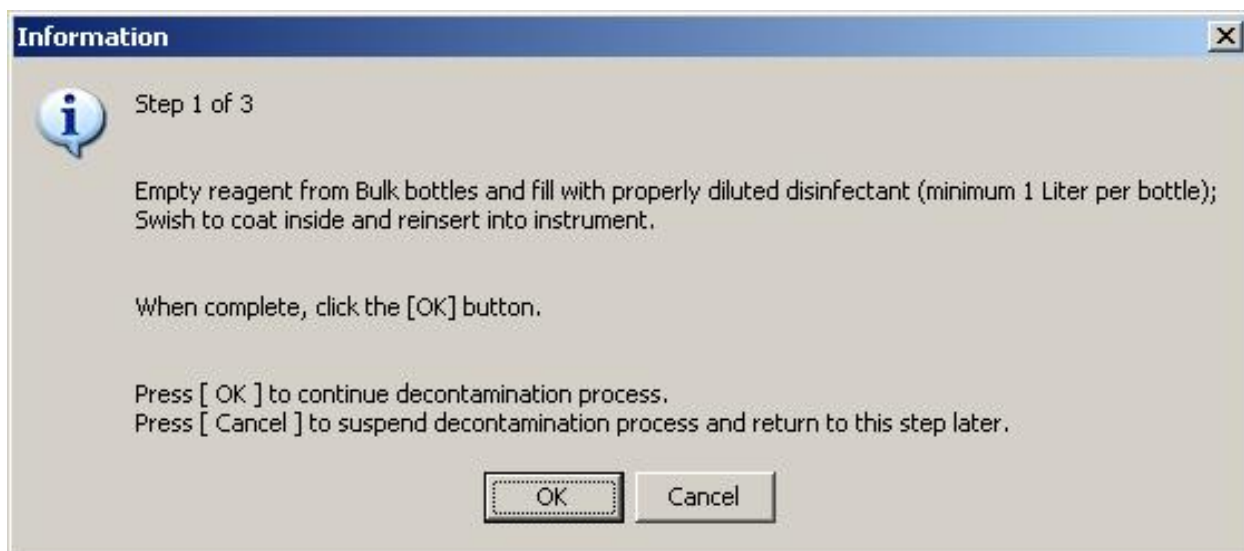 Information
Step 1 of 3
Empty reagent from Bulk bottles and fill with properly diluted disinfectant (minimum 1 Liter per bottle);
Swish to coat inside and reinsert into instrument.
When complete, click the [OK] button.
Press [ OK ] to continue decontamination process.
Press [ Cancel ] to suspend decontamination process and return to this step later.
OK Cancel